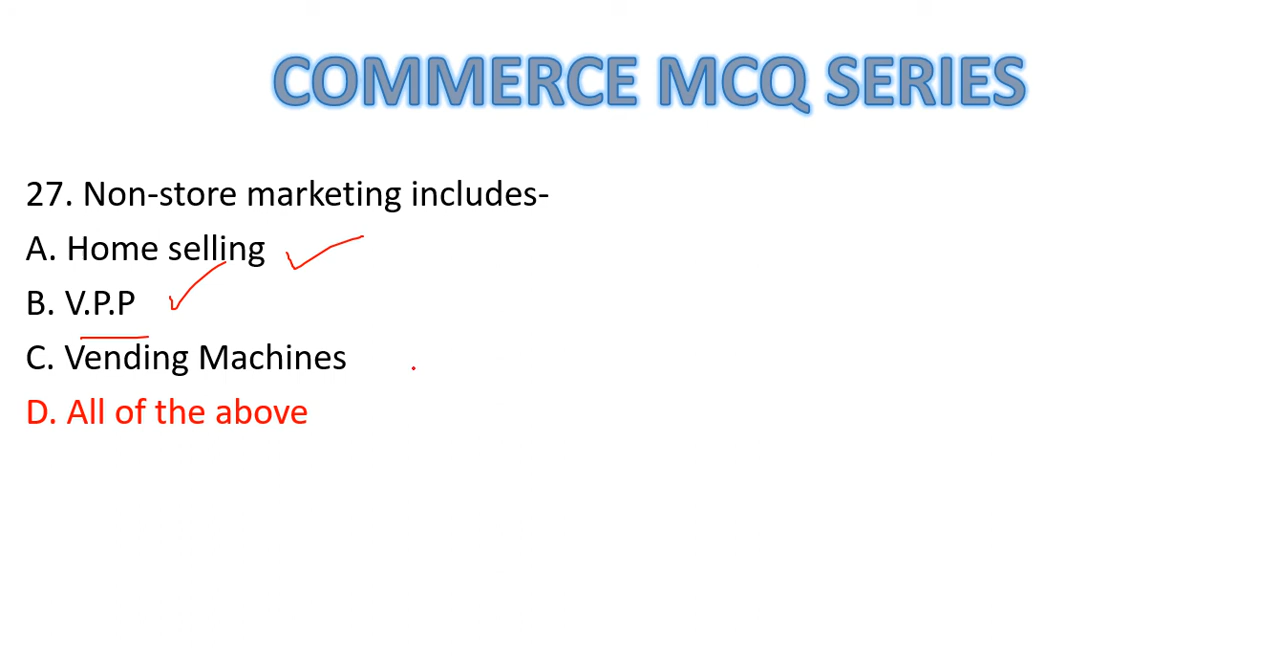 COMMERCE MCQ SERIES
27. Non-store marketing includes-
A. Home selling
B. V.P.P
C. Vending Machines
D. All of the above